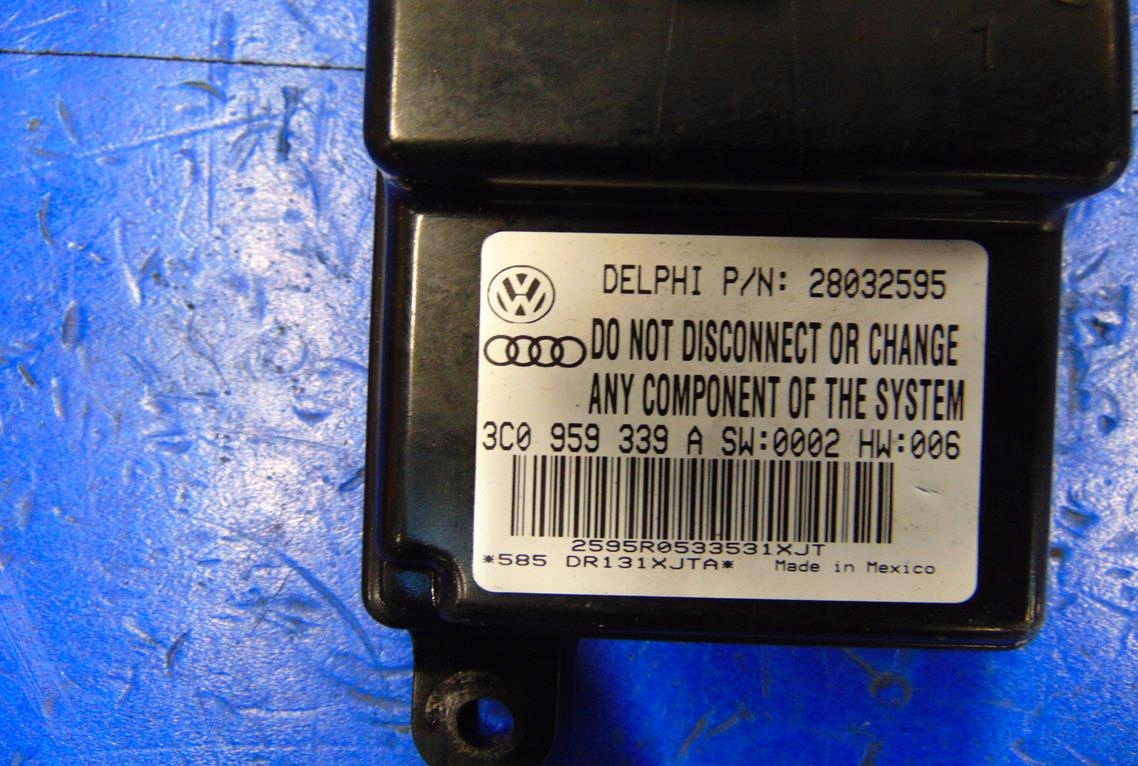 DELPHI P/N: 28032595
DO NOT DISCONNECT OR CHANGE
ANY COMPONENT OF THE SYSTEM
3C0 959 339 A SW:0002 HW:006
2595R0533531XJT
*585 DR131XJTA* Made in Mexico